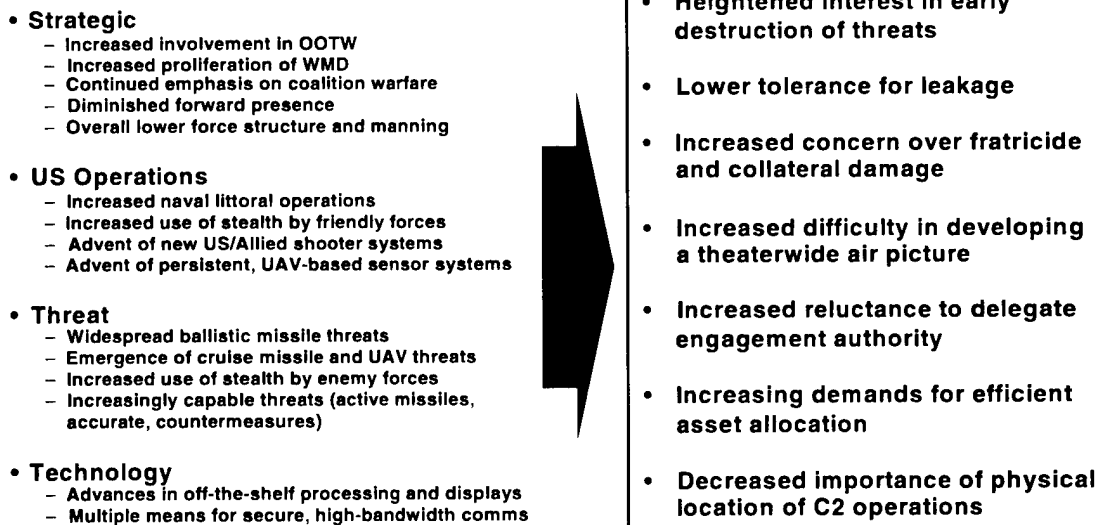 • Strategic
– Increased involvement in OOTW
– Increased proliferation of WMD
– Continued emphasis on coalition warfare
– Diminished forward presence
– Overall lower force structure and manning
• US Operations
– Increased naval littoral operations
– Increased use of stealth by friendly forces
– Advent of new US/Allied shooter systems
– Advent of persistent, UAV-based sensor systems
• Threat
– Widespread ballistic missile threats
– Emergence of cruise missile and UAV threats
– Increased use of stealth by enemy forces
– Increasingly capable threats (active missiles,
accurate, countermeasures)
• Technology
– Advances in off-the-shelf processing and displays
– Multiple means for secure, high-bandwidth comms
• Heightened interest in early
destruction of threats
• Lower tolerance for leakage
• Increased concern over fratricide
and collateral damage
• Increased difficulty in developing
a theaterwide air picture
• Increased reluctance to delegate
engagement authority
• Increasing demands for efficient
asset allocation
• Decreased importance of physical
location of C2 operations